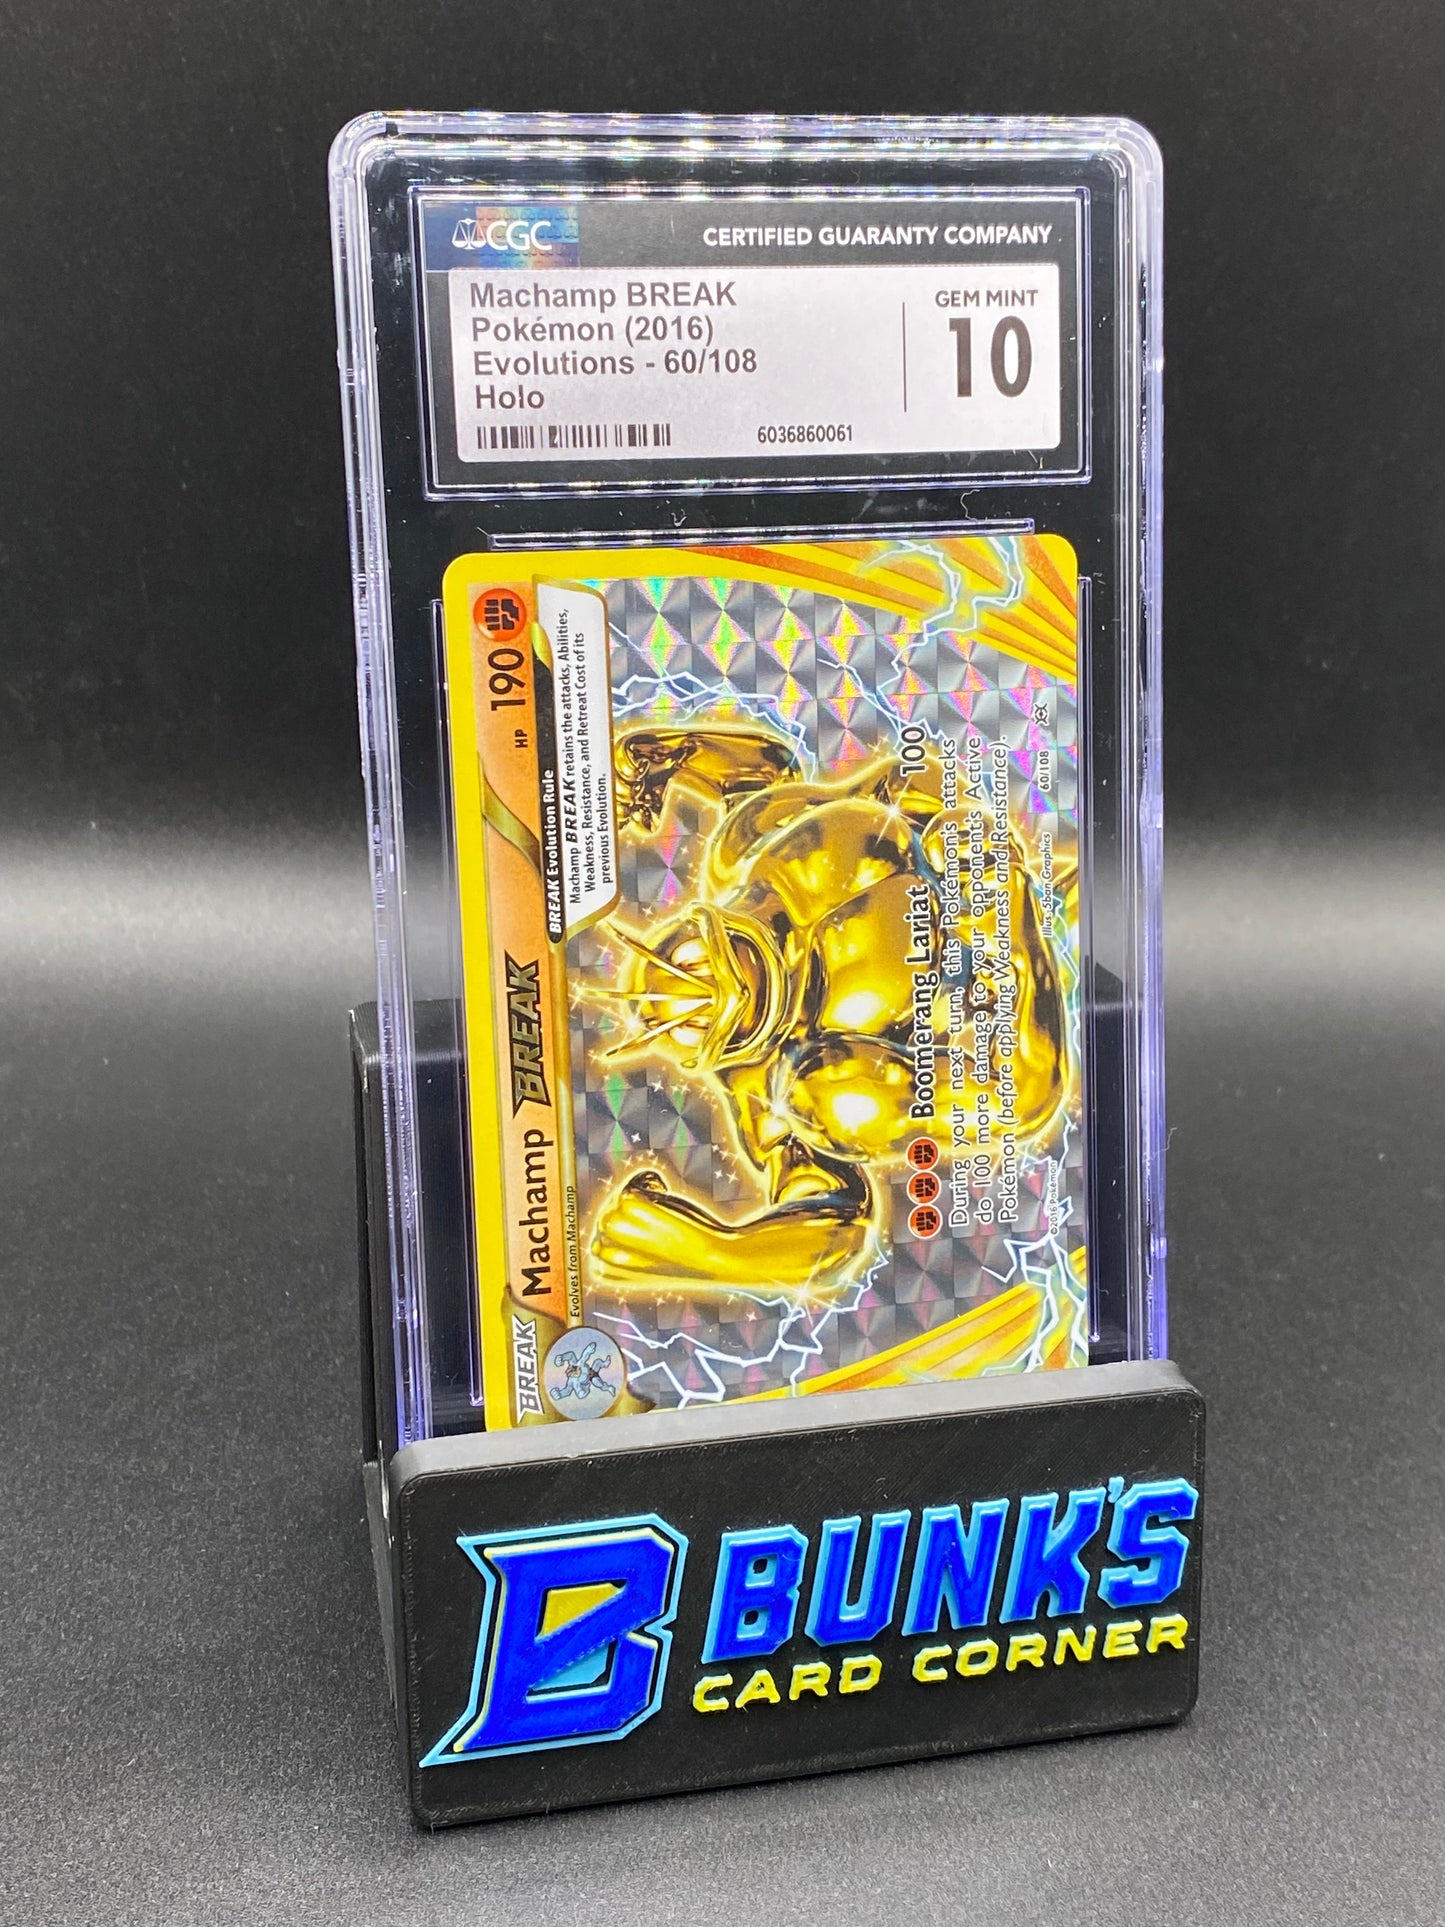 CGC
CERTIFIED GUARANTY COMPANY
Machamp BREAK
Pokémon (2016)
Evolutions - 60/108
Holo
GEM MINT
10
6036860061
BREAK
Machamp BREAK
HP 190
Evolves from Machamp
BREAK Evolution Rule
Machamp BREAK retains the attacks, Abilities,
Weakness, Resistance, and Retreat Cost of its
previous Evolution.
Boomerang Lariat 100
During your next turn, this Pokémon's attacks
do 100 more damage to your opponent's Active
Pokémon (before applying Weakness and Resistance).
©2016 Pokémon
Illus. 5ban Graphics
60/108
B
BUNK'S
CARD CORNER